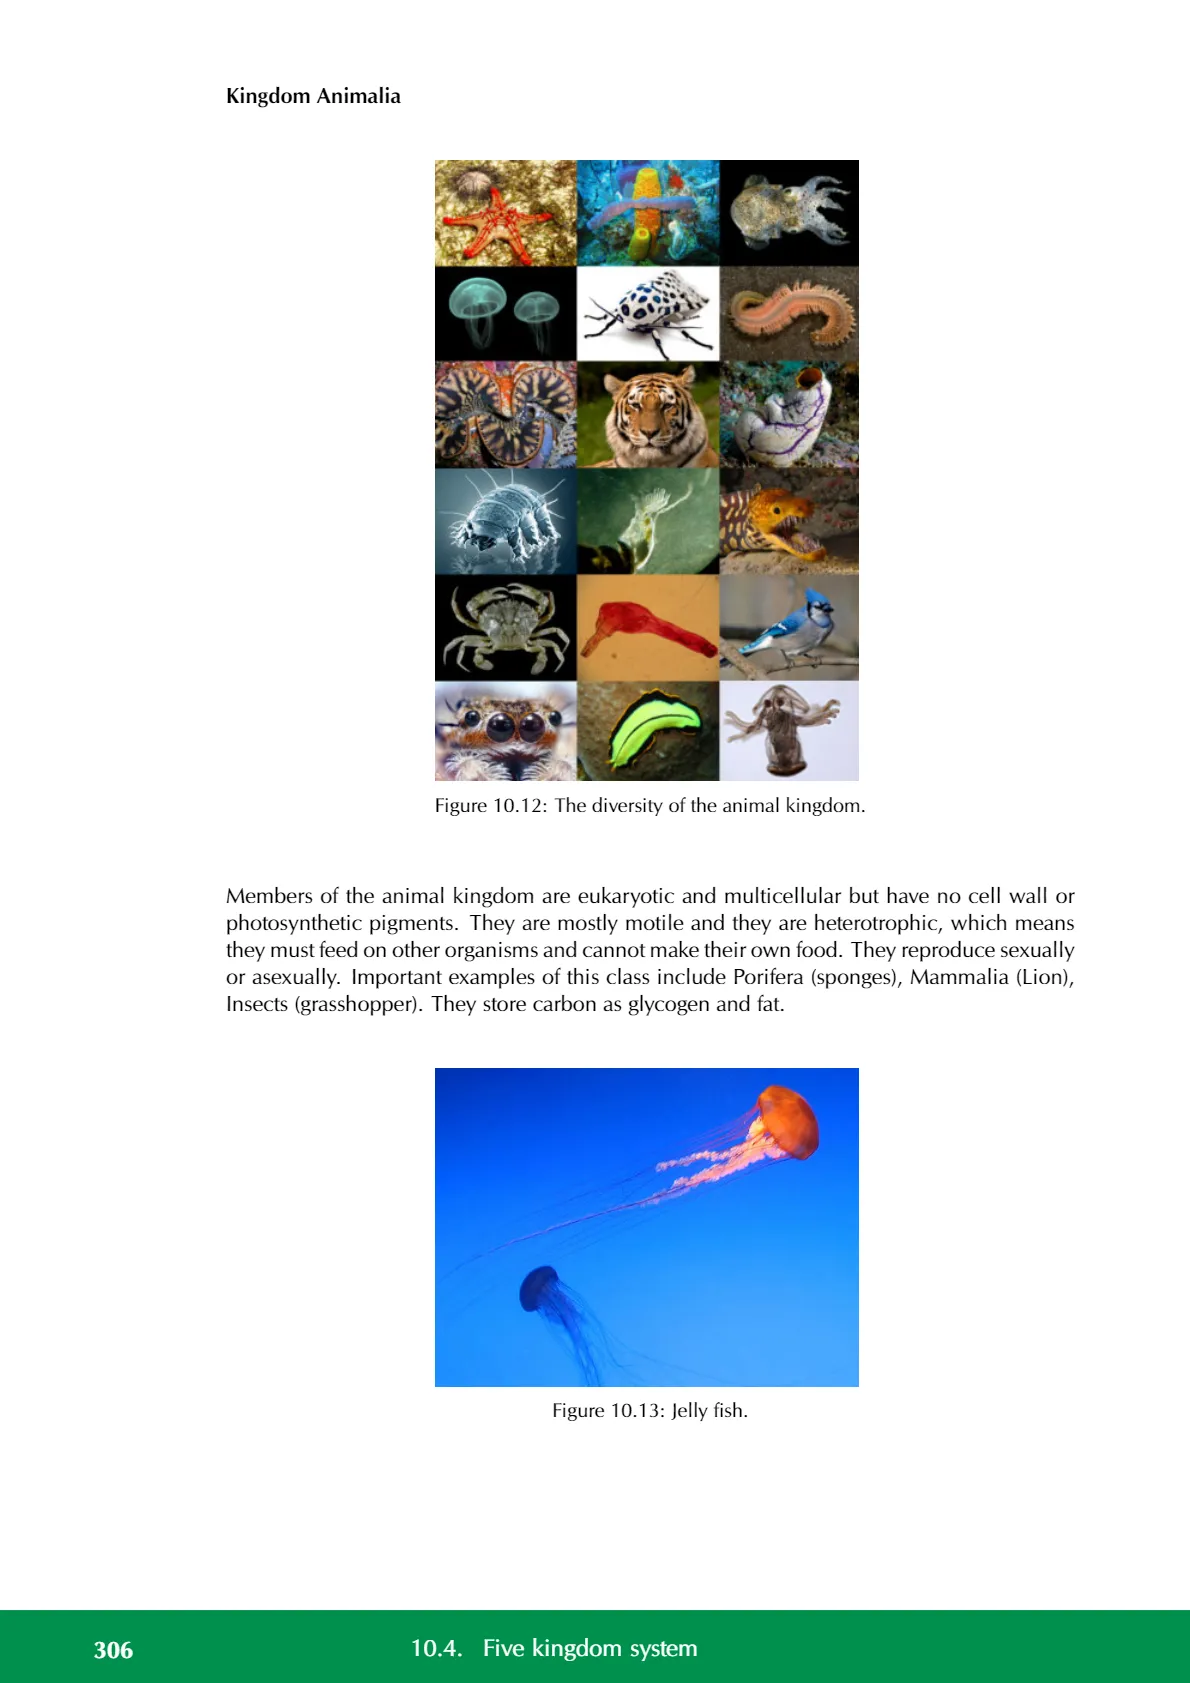 Kingdom Animalia
Figure 10.12: The diversity of the animal kingdom.
Members of the animal kingdom are eukaryotic and multicellular but have no cell wall or
photosynthetic pigments. They are mostly motile and they are heterotrophic, which means
they must feed on other organisms and cannot make their own food. They reproduce sexually
or asexually. Important examples of this class include Porifera (sponges), Mammalia (Lion),
Insects (grasshopper). They store carbon as glycogen and fat.
Figure 10.13: Jelly fish.
306 10.4. Five kingdom system